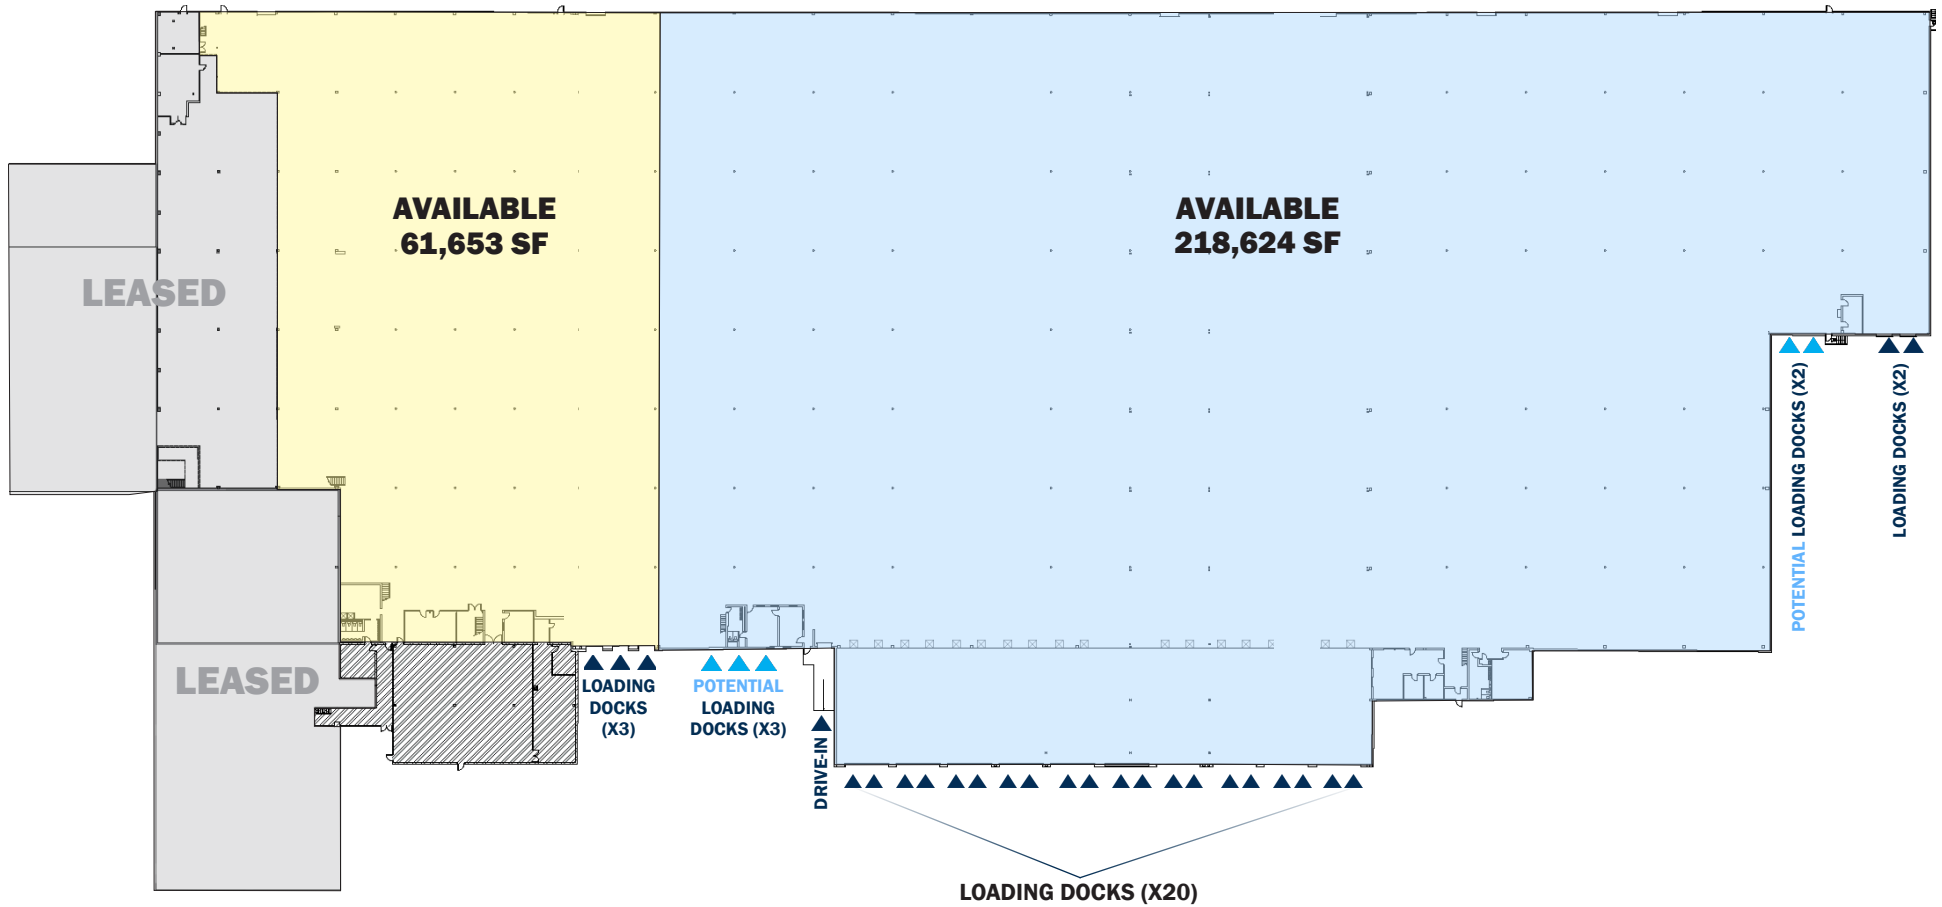 AVAILABLE
61,653 SF
AVAILABLE
218,624 SF
LEASED
LEASED
LOADING
DOCKS
(X3)
POTENTIAL
LOADING
DOCKS (X3)
DRIVE-IN
POTENTIAL LOADING DOCKS (X2)
LOADING DOCKS (X2)
LOADING DOCKS (X20)